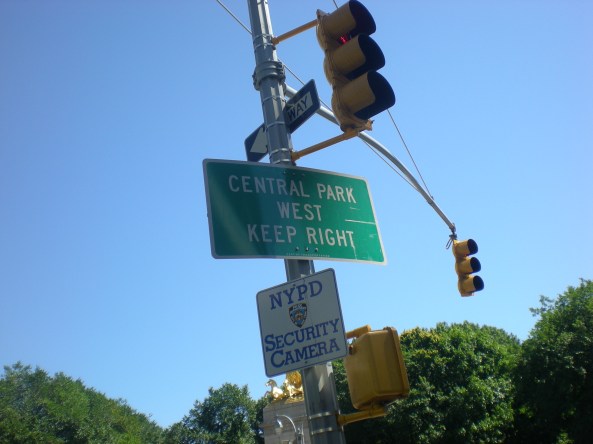 WAY
CENTRAL PARK
WEST
KEEP RIGHT
NYPD
SECURITY
CAMERA